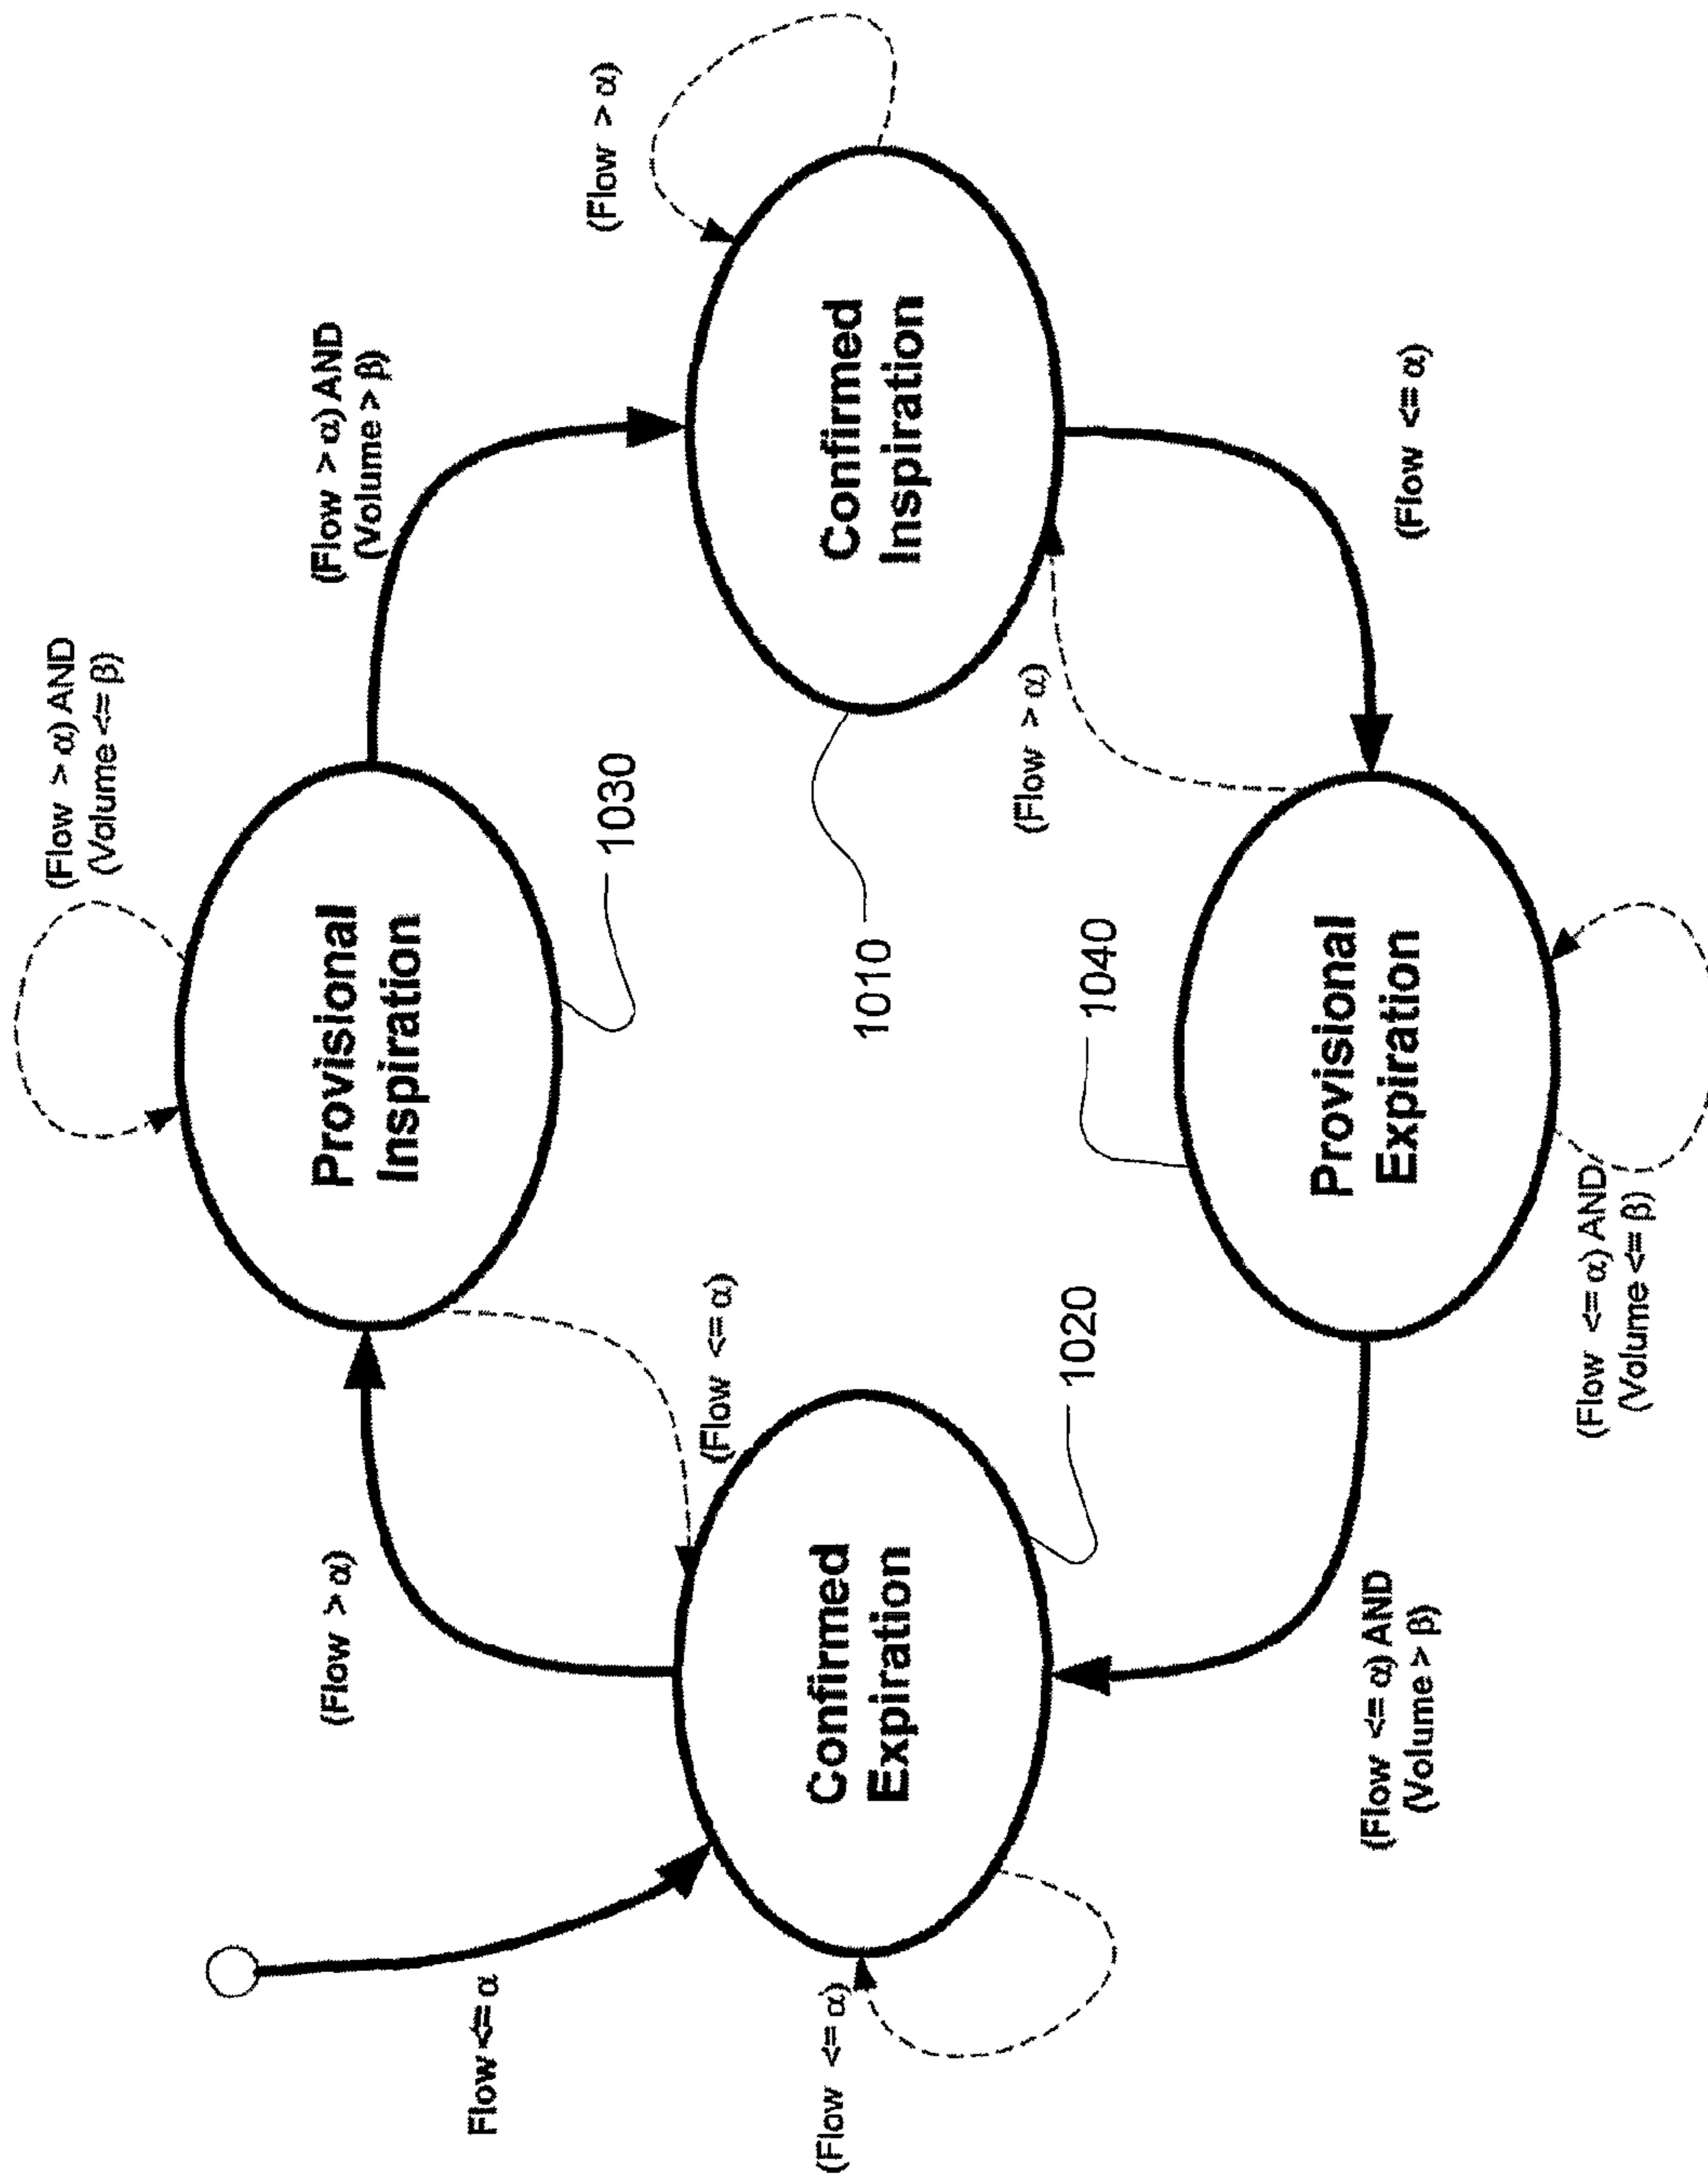 (Flow > α) AND
(Volume <= β)
Provisional
Inspiration
1030
(Flow > α) AND
(Volume > β)
(Flow > α)
Confirmed
Inspiration
1010
(Flow > α)
(Flow <= α)
Flow <= α
(Flow > α)
(Flow <= α)
Confirmed
Expiration
1020
(Flow <= α)
1040
Provisional
Expiration
(Flow <= α) AND
(Volume > β)
(Flow <= α) AND
(Volume <= β)